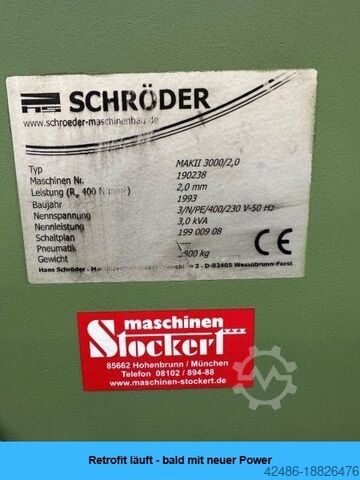 SCHRÖDER
www.schroeder-maschinenbau.de
Typ MAKII 3000/2,0
Maschinen Nr. 190238
Leistung (R 400 N/mm²) 2,0 mm
Baujahr 1993
Nennspannung 3/N/PE/400/230 V-50 Hz
Nennleistung 3,0 kVA
Schaltplan 199 009 08
Pneumatik
Gewicht kg
CE
Hans Schröder - 2 - D-82405 Wessobrunn-Forst
maschinen
Stockert
85662 Hohenbrunn / München
Telefon 08102 / 894-88
www.maschinen-stockert.de
Retrofit läuft - bald mit neuer Power
42486-18826476